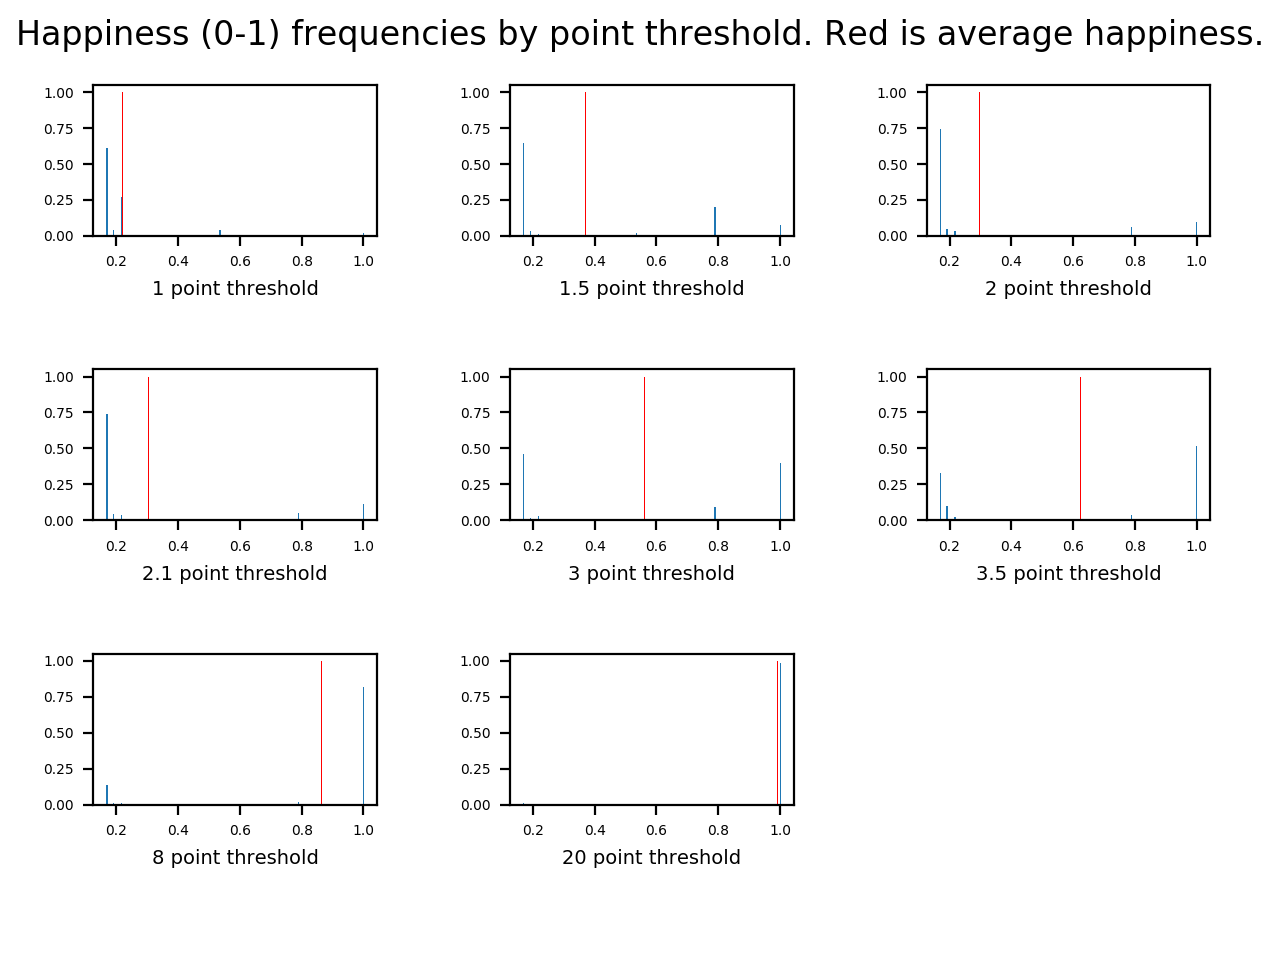 Happiness (0-1) frequencies by point threshold. Red is average happiness.
1.00 1.00 1.00
0.75 0.75 0.75
0.50 0.50 0.50
0.25 0.25 0.25
0.00 0.00 0.00
0.2 0.4 0.6 0.8 1.0 0.2 0.4 0.6 0.8 1.0 0.2 0.4 0.6 0.8 1.0
1 point threshold 1.5 point threshold 2 point threshold
1.00 1.00 1.00
0.75 0.75 0.75
0.50 0.50 0.50
0.25 0.25 0.25
0.00 0.00 0.00
0.2 0.4 0.6 0.8 1.0 0.2 0.4 0.6 0.8 1.0 0.2 0.4 0.6 0.8 1.0
2.1 point threshold 3 point threshold 3.5 point threshold
1.00 1.00
0.75 0.75
0.50 0.50
0.25 0.25
0.00 0.00
0.2 0.4 0.6 0.8 1.0 0.2 0.4 0.6 0.8 1.0
8 point threshold 20 point threshold